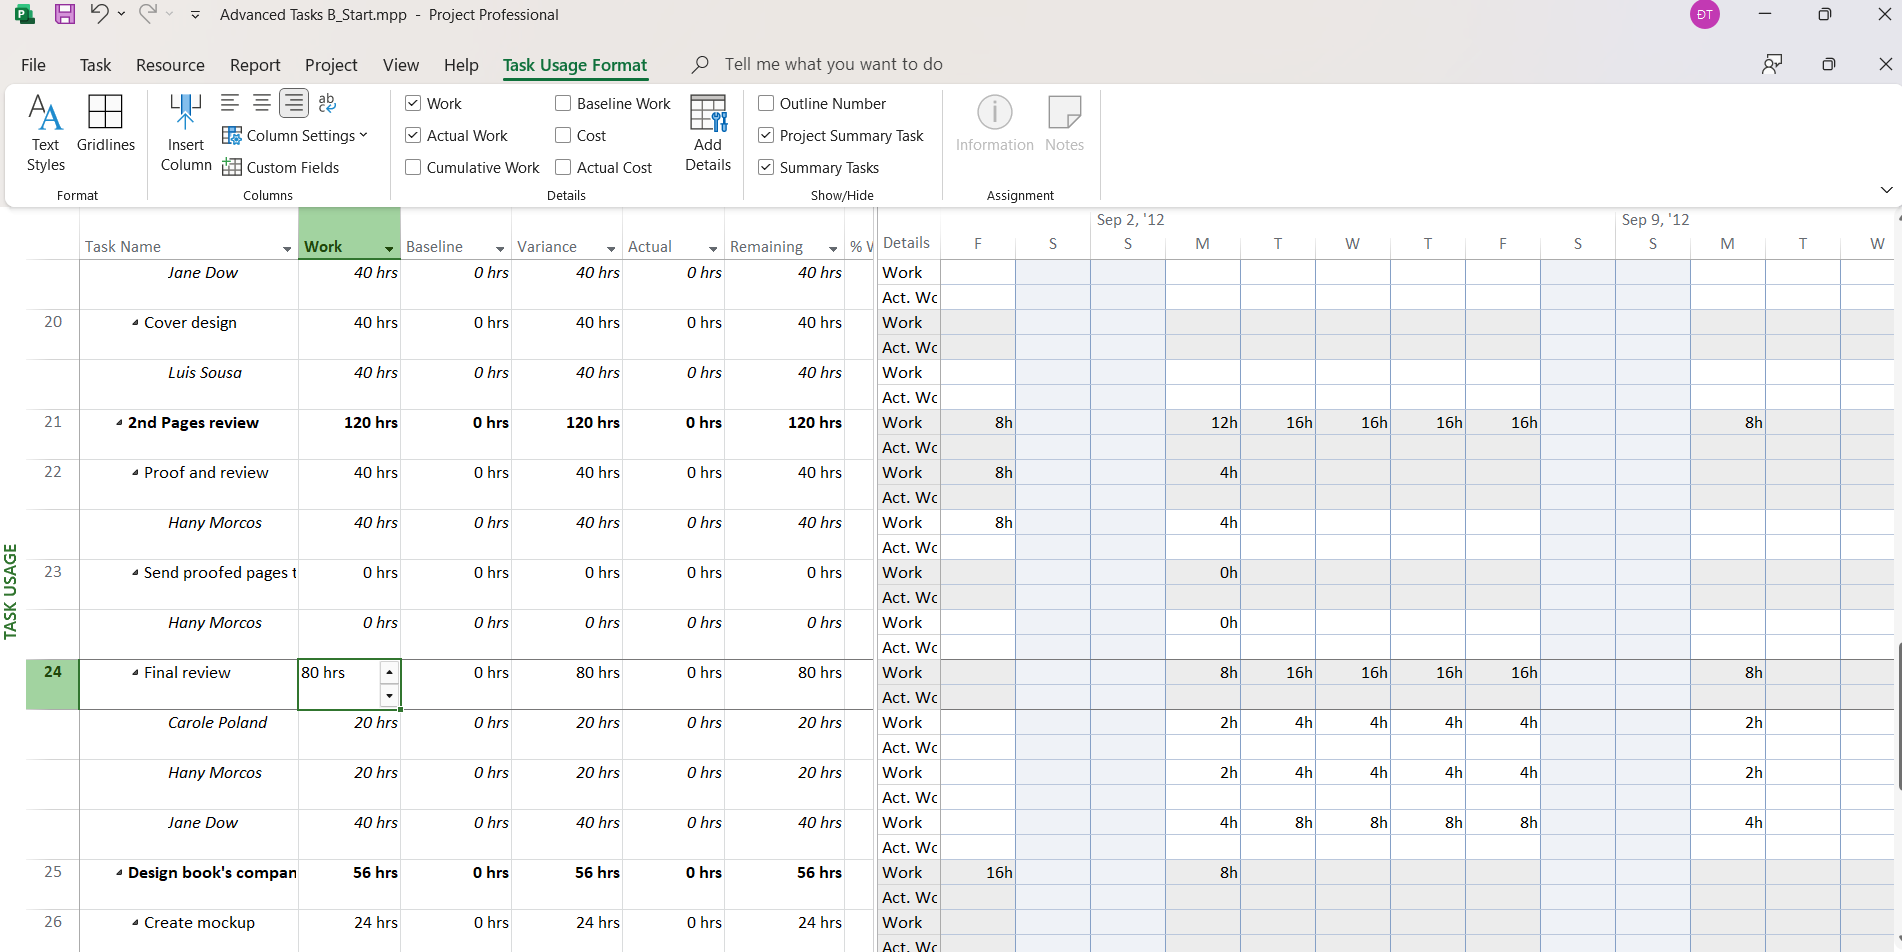 Advanced Tasks B_Start.mpp - Project Professional
ĐT
File Task Resource Report Project View Help Task Usage Format Tell me what you want to do
Text Styles
Gridlines
Format
Insert Column
Column Settings
Custom Fields
Columns
Work
Actual Work
Cumulative Work
Baseline Work
Cost
Actual Cost
Add Details
Details
Outline Number
Project Summary Task
Summary Tasks
Show/Hide
Information
Notes
Assignment
Sep 2, '12 Sep 9, '12
Task Name Work Baseline Variance Actual Remaining % W Details F S S M T W T F S S M T W
Jane Dow 40 hrs 0 hrs 40 hrs 0 hrs 40 hrs Work
Act. Wo
20 Cover design 40 hrs 0 hrs 40 hrs 0 hrs 40 hrs Work
Act. Wo
Luis Sousa 40 hrs 0 hrs 40 hrs 0 hrs 40 hrs Work
Act. Wo
21 2nd Pages review 120 hrs 0 hrs 120 hrs 0 hrs 120 hrs Work 8h 12h 16h 16h 16h 16h 8h
Act. Wo
22 Proof and review 40 hrs 0 hrs 40 hrs 0 hrs 40 hrs Work 8h 4h
Act. Wo
Hany Morcos 40 hrs 0 hrs 40 hrs 0 hrs 40 hrs Work 8h 4h
Act. Wo
23 Send proofed pages t 0 hrs 0 hrs 0 hrs 0 hrs 0 hrs Work 0h
Act. Wo
Hany Morcos 0 hrs 0 hrs 0 hrs 0 hrs 0 hrs Work 0h
Act. Wo
24 Final review 80 hrs 0 hrs 80 hrs 0 hrs 80 hrs Work 8h 16h 16h 16h 16h 8h
Act. Wo
Carole Poland 20 hrs 0 hrs 20 hrs 0 hrs 20 hrs Work 2h 4h 4h 4h 4h 2h
Act. Wo
Hany Morcos 20 hrs 0 hrs 20 hrs 0 hrs 20 hrs Work 2h 4h 4h 4h 4h 2h
Act. Wo
Jane Dow 40 hrs 0 hrs 40 hrs 0 hrs 40 hrs Work 4h 8h 8h 8h 8h 4h
Act. Wo
25 Design book's compan 56 hrs 0 hrs 56 hrs 0 hrs 56 hrs Work 16h 8h
Act. Wo
26 Create mockup 24 hrs 0 hrs 24 hrs 0 hrs 24 hrs Work
Act. Wo
TASK USAGE